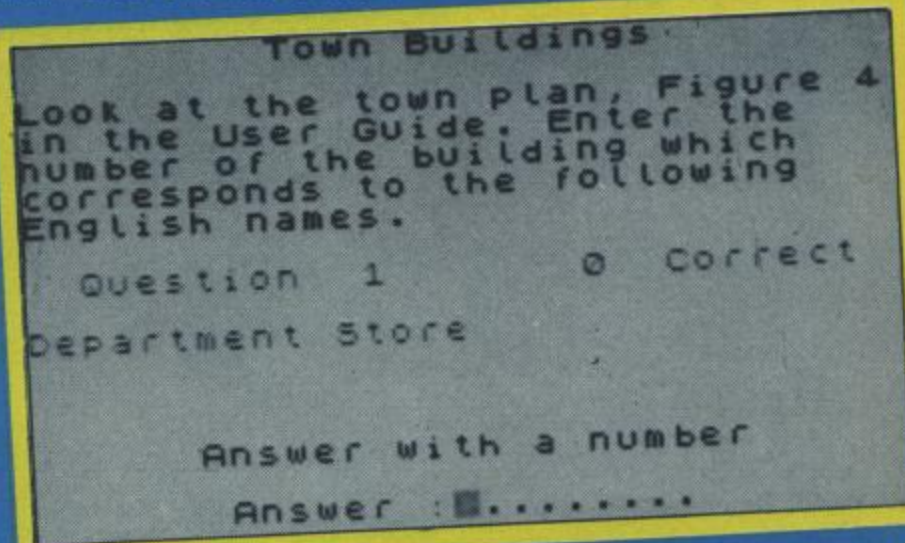 Town Buildings
Look at the town plan, Figure 4
in the User Guide. Enter the
number of the building which
corresponds to the following
English names.
Question 1 0 Correct
Department Store
Answer with a number
Answer :■........